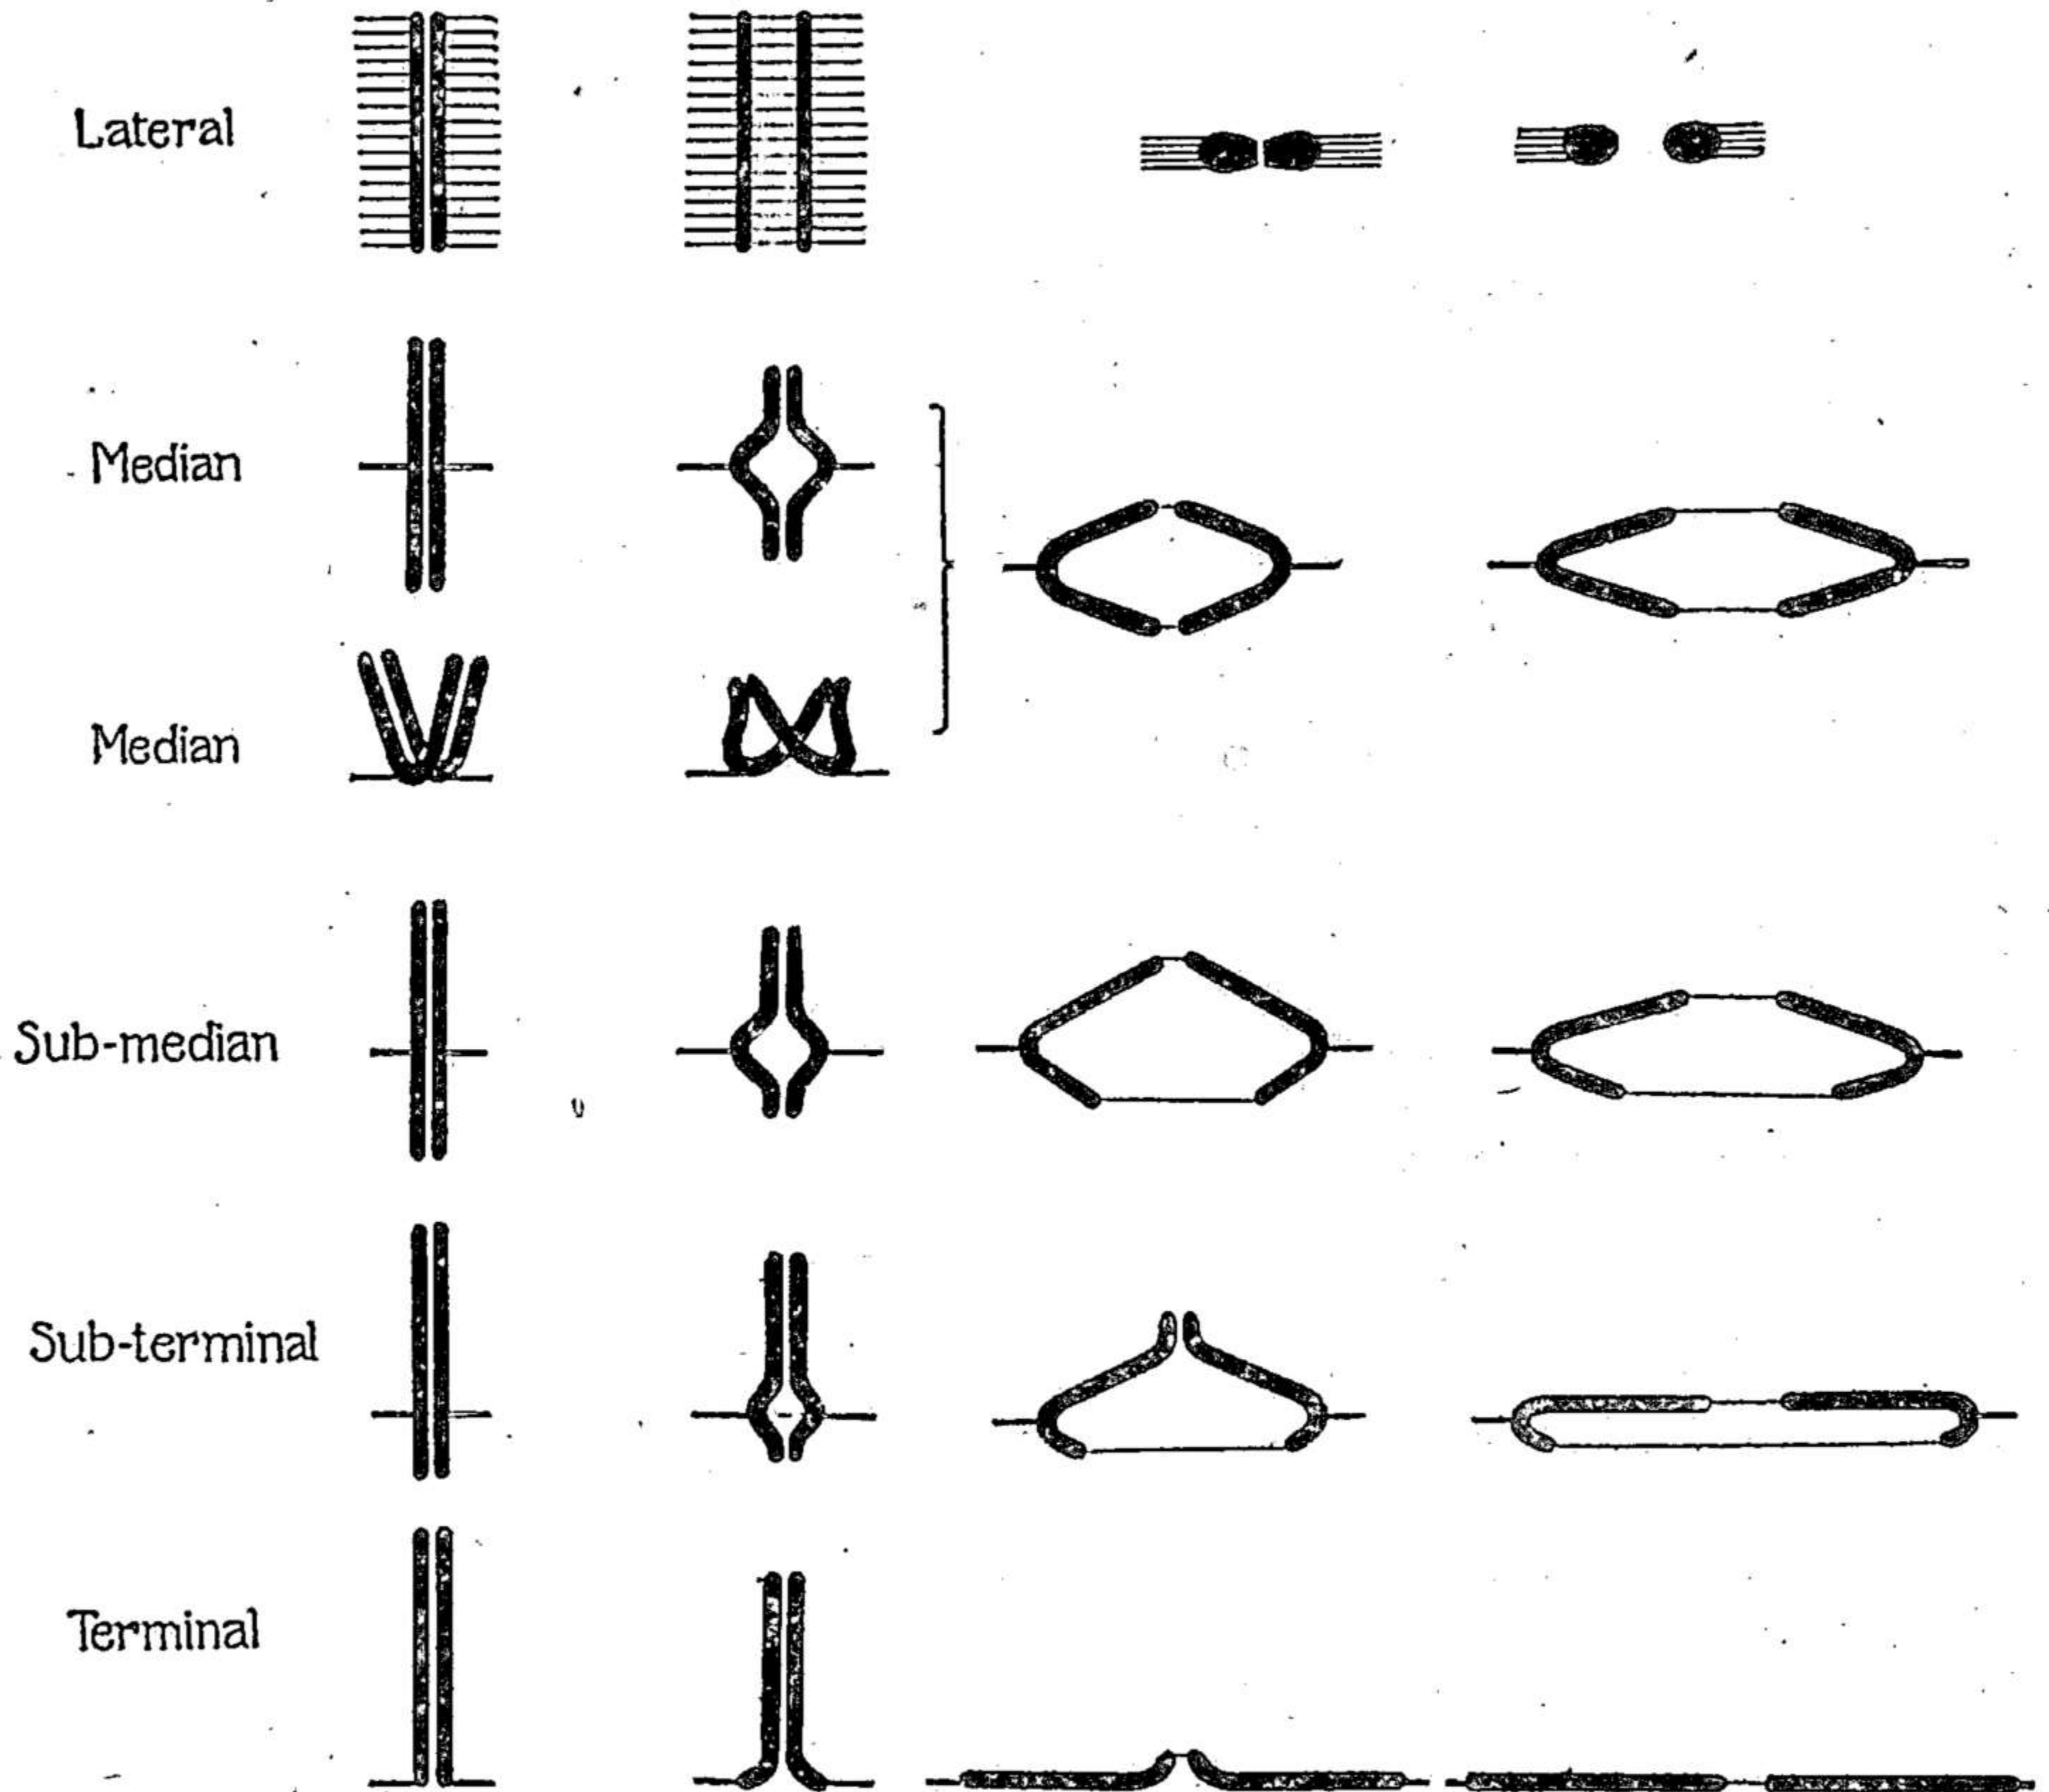 Lateral
Median
Median
Sub-median
Sub-terminal
Terminal